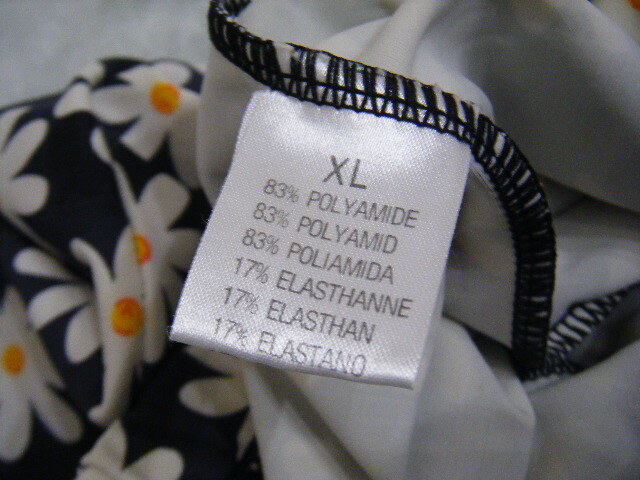 XL
83% POLYAMIDE
83% POLYAMID
83% POLIAMIDA
17% ELASTHANNE
17% ELASTHAN
17% ELASTANO